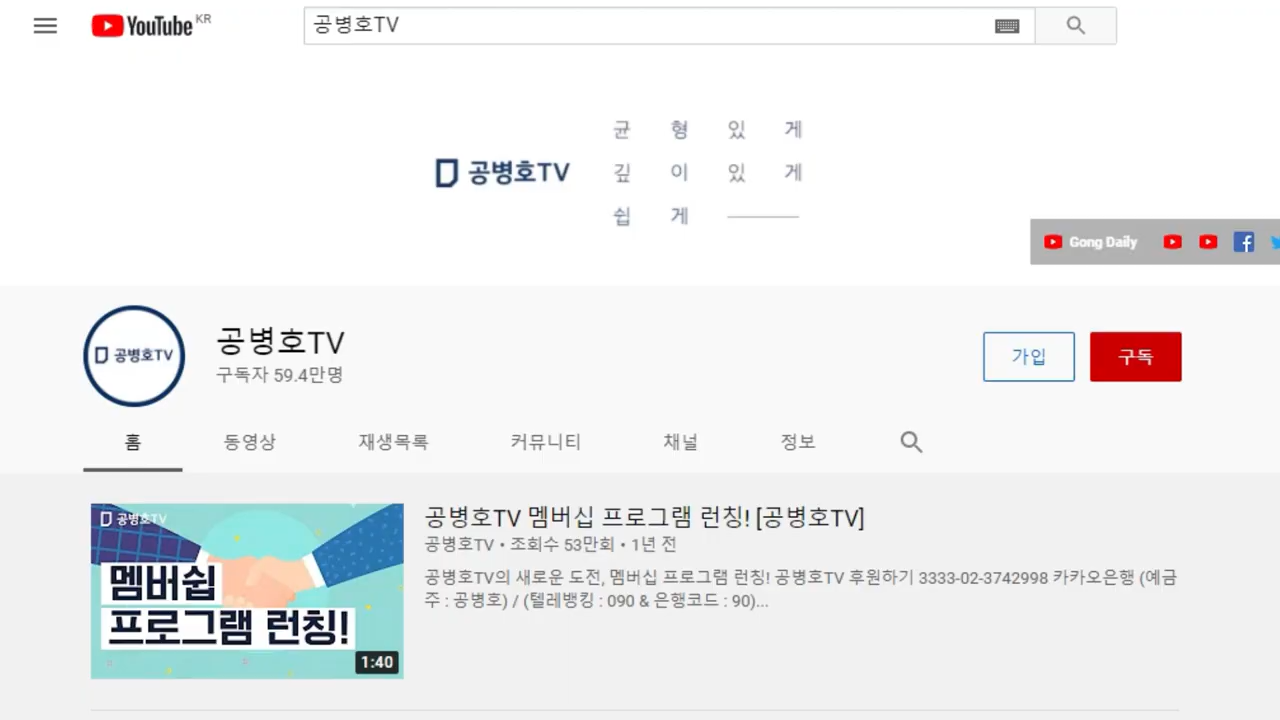 YouTube KR
공병호TV
공병호TV
균 형 있 게
깊 이 있 게
쉽 게
Gong Daily
공병호TV
공병호TV
구독자 59.4만명
가입
구독
홈 동영상 재생목록 커뮤니티 채널 정보
공병호TV
멤버쉽
프로그램 런칭!
1:40
공병호TV 멤버십 프로그램 런칭! [공병호TV]
공병호TV • 조회수 53만회 • 1년 전
공병호TV의 새로운 도전, 멤버십 프로그램 런칭! 공병호TV 후원하기 3333-02-3742998 카카오은행 (예금
주 : 공병호) / (텔레뱅킹 : 090 & 은행코드 : 90)...